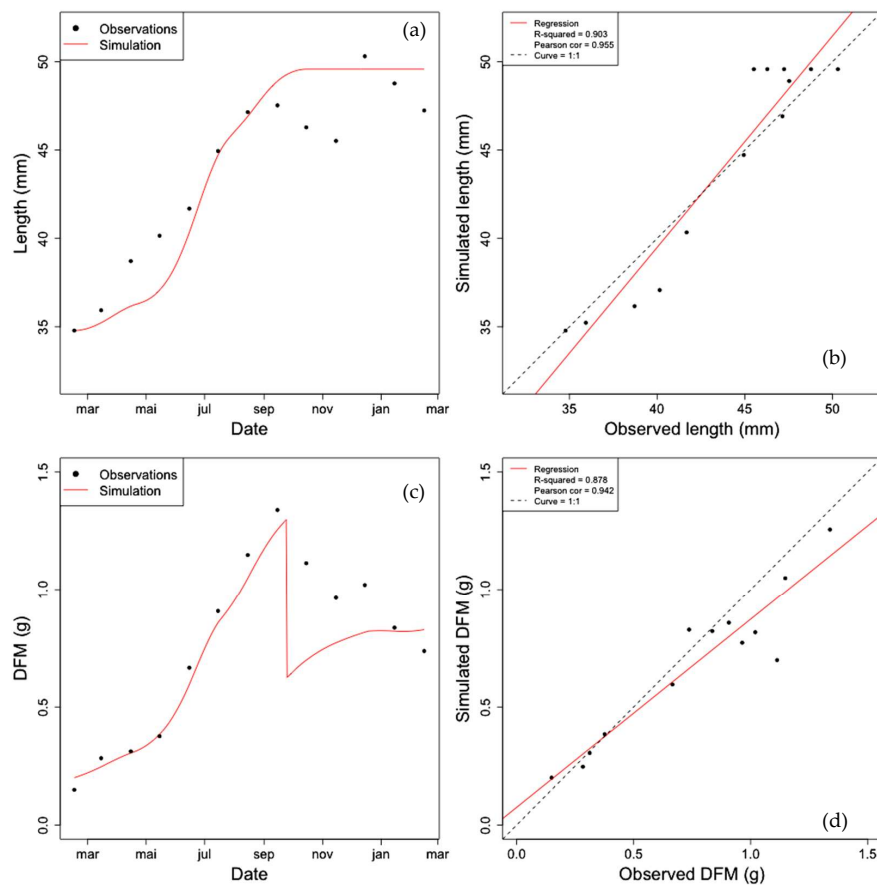 Observations
Simulation
(a)
Length (mm)
50
45
40
35
mar mai jul sep nov jan mar
Date
Regression
R-squared = 0.903
Pearson cor = 0.955
Curve = 1:1
Simulated length (mm)
50
45
40
35
(b)
35 40 45 50
Observed length (mm)
Observations
Simulation
(c)
DFM (g)
1.5
1.0
0.5
0.0
mar mai jul sep nov jan mar
Date
Regression
R-squared = 0.878
Pearson cor = 0.942
Curve = 1:1
Simulated DFM (g)
1.5
1.0
0.5
0.0
(d)
0.0 0.5 1.0 1.5
Observed DFM (g)